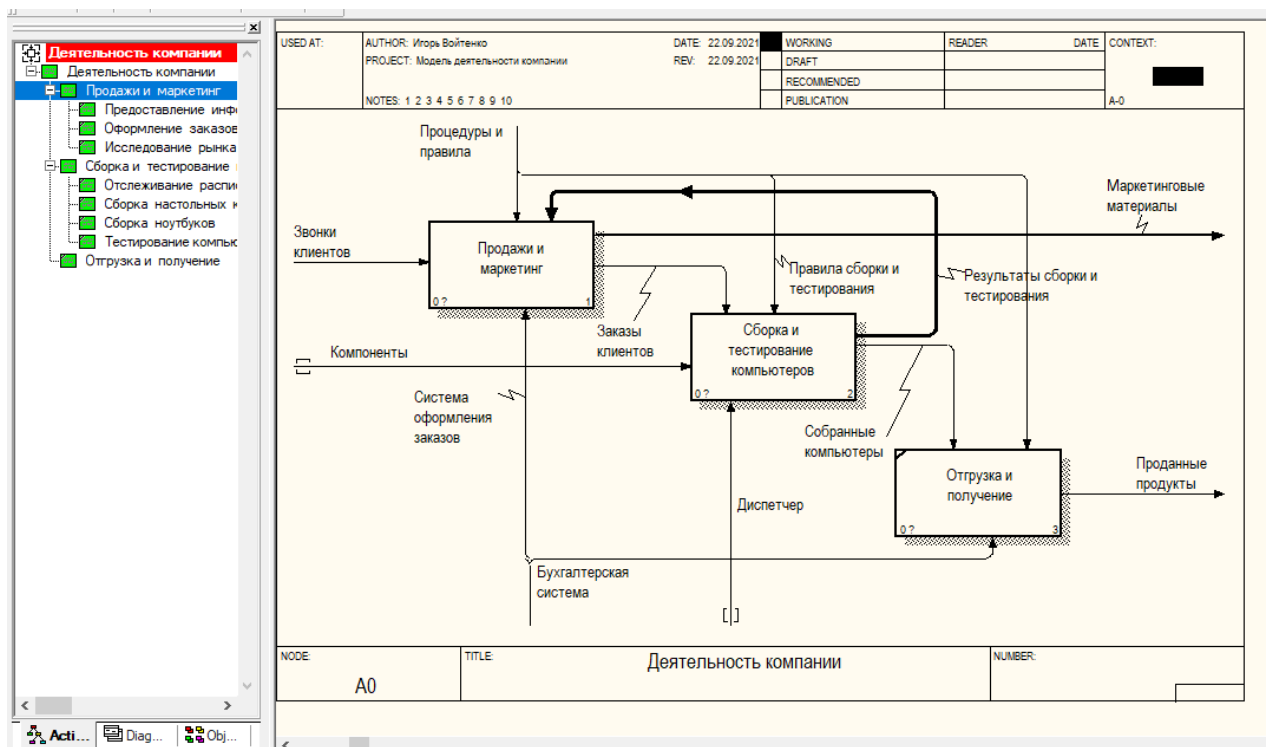 Деятельность компании
Деятельность компании
Продажи и маркетинг
Предоставление инфо
Оформление заказов
Исследование рынка
Сборка и тестирование
Отслеживание распи
Сборка настольных к
Сборка ноутбуков
Тестирование компью
Отгрузка и получение
Acti...
Diag...
Obj...
USED AT:
AUTHOR: Игорь Войтенко
DATE: 22.09.2021
PROJECT: Модель деятельности компании
REV: 22.09.2021
NOTES: 1 2 3 4 5 6 7 8 9 10
WORKING
DRAFT
RECOMMENDED
PUBLICATION
READER
DATE
CONTEXT:
A-0
Процедуры и
правила
Маркетинговые
материалы
Звонки
клиентов
Продажи и
маркетинг
0 ?
1
Правила сборки и
тестирования
Результаты сборки и
тестирования
Заказы
клиентов
Компоненты
Сборка и
тестирование
компьютеров
0 ?
2
Система
оформления
заказов
Собранные
компьютеры
Отгрузка и
получение
0 ?
3
Проданные
продукты
Диспетчер
Бухгалтерская
система
NODE:
A0
TITLE:
Деятельность компании
NUMBER: